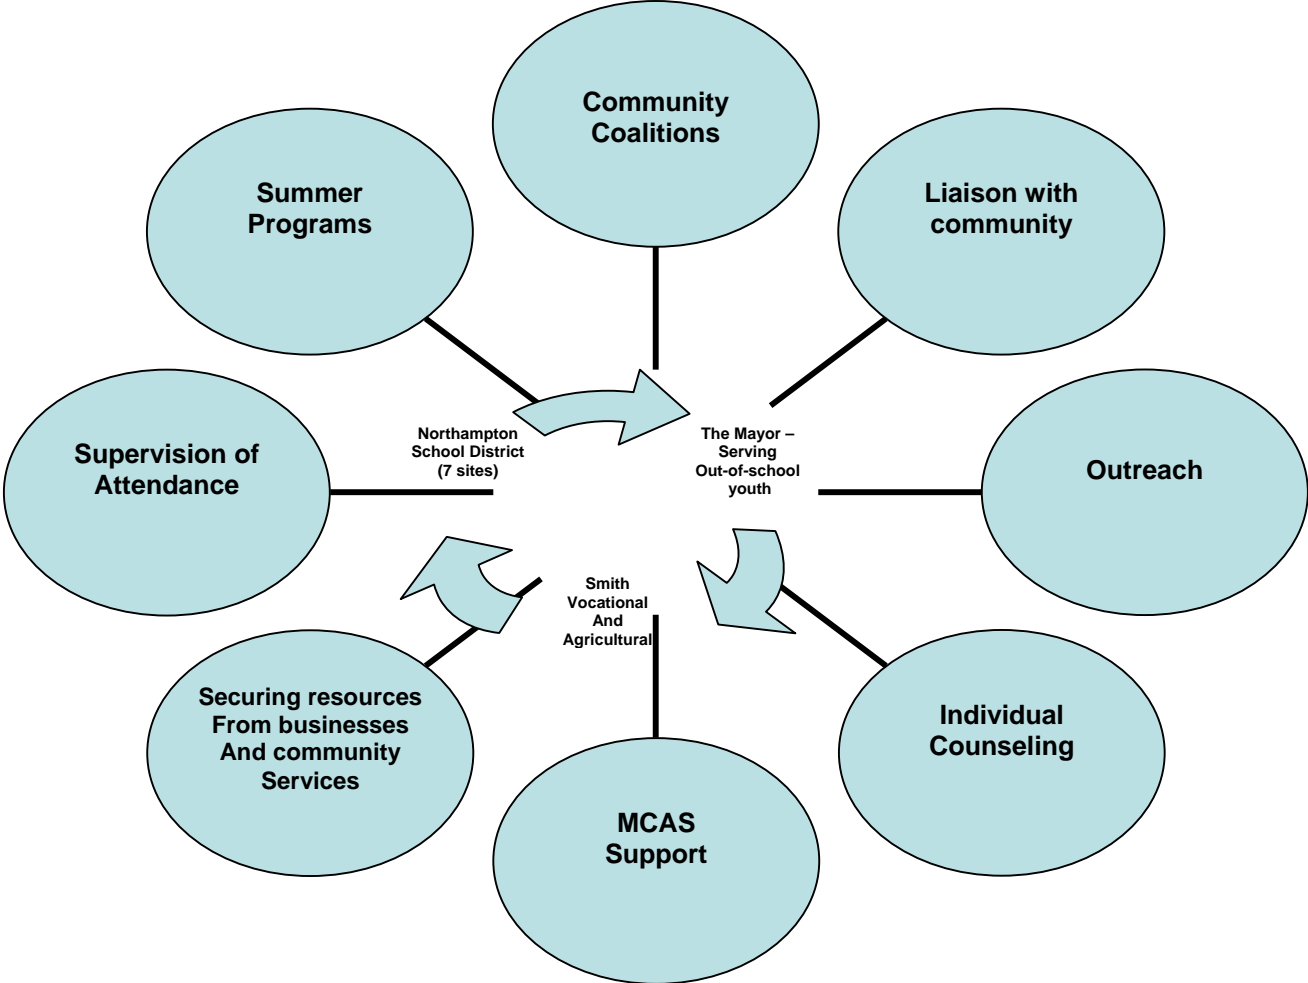 Community
Coalitions
Summer
Programs
Liaison with
community
Northampton
School District
(7 sites)
The Mayor –
Serving
Out-of-school
youth
Supervision of
Attendance
Outreach
Smith
Vocational
And
Agricultural
Securing resources
From businesses
And community
Services
Individual
Counseling
MCAS
Support